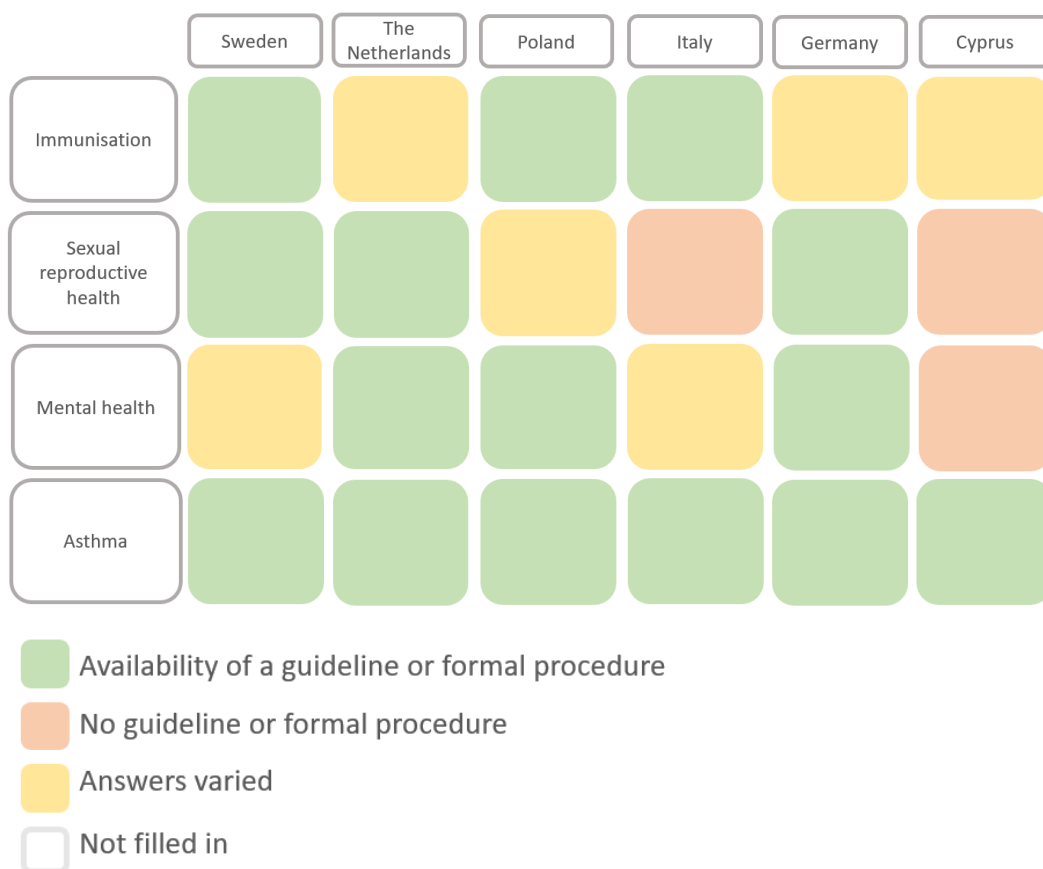 Sweden
The
Netherlands
Poland
Italy
Germany
Cyprus
Immunisation
Sexual
reproductive
health
Mental health
Asthma
Availability of a guideline or formal procedure
No guideline or formal procedure
Answers varied
Not filled in